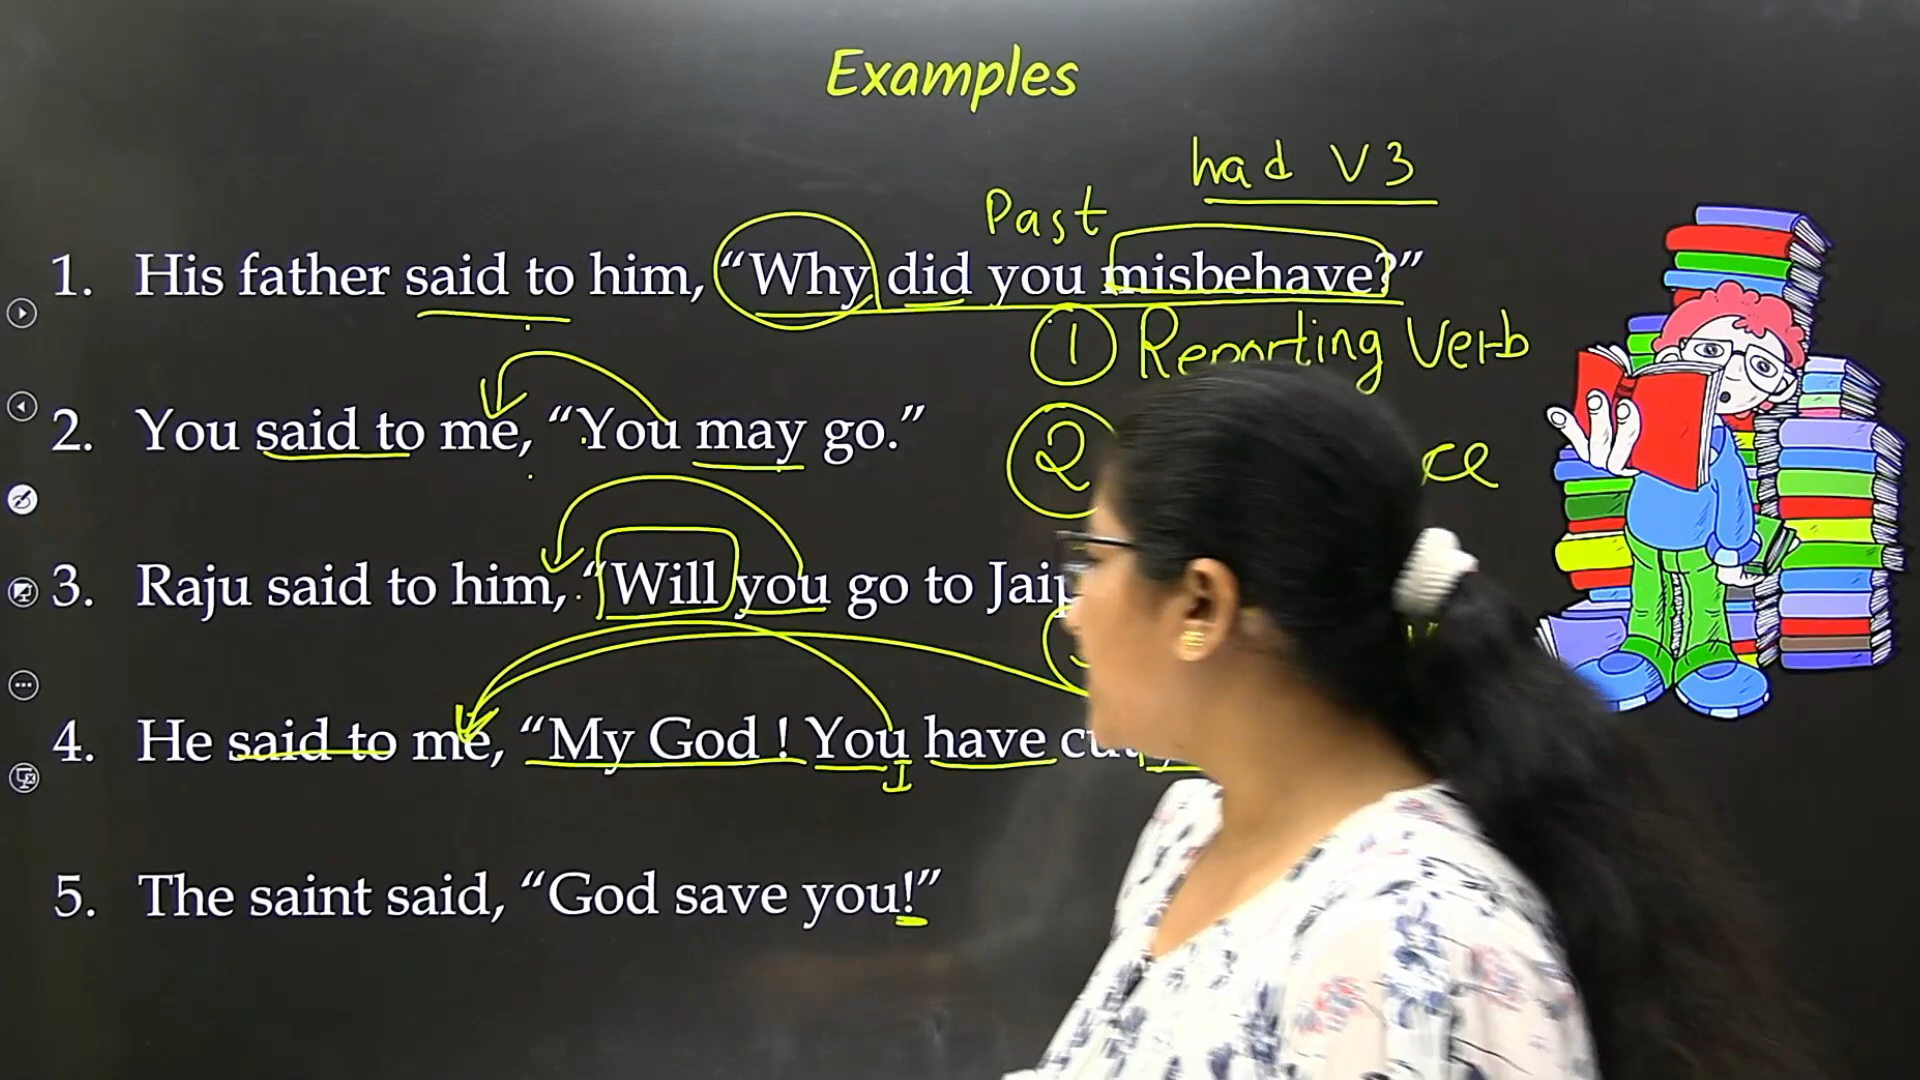 Examples
had V3
Past
1. His father said to him, “Why did you misbehave?”
1 Reporting Verb
2. You said to me, “You may go.”
2
3. Raju said to him, “Will you go to
4. He said to me, “My God ! You have
I
5. The saint said, “God save you!”